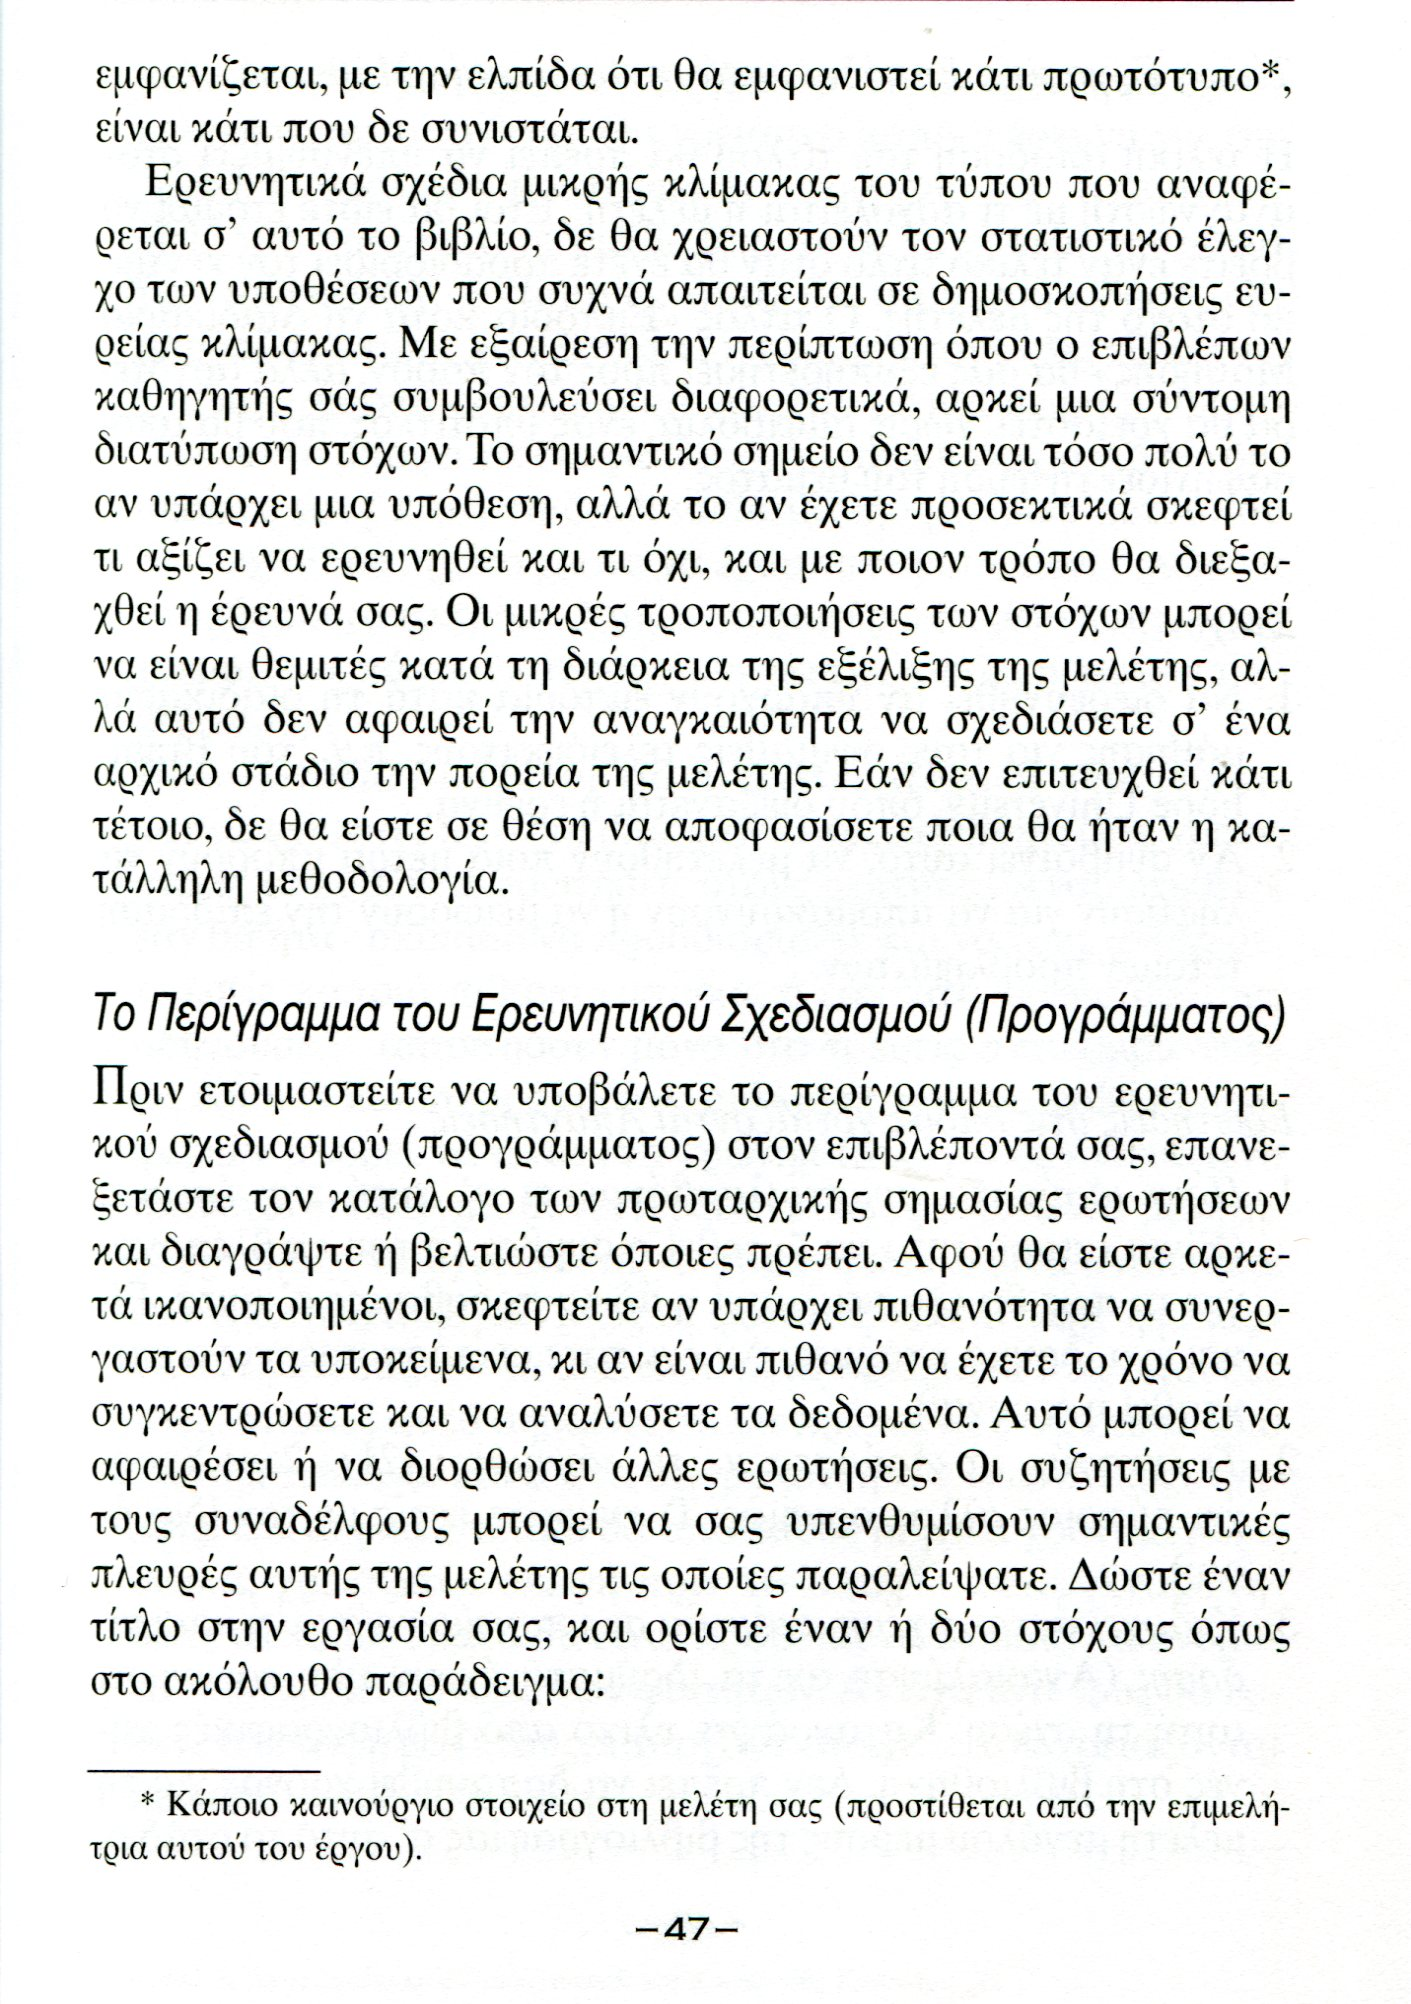 εμφανίζεται, με την ελπίδα ότι θα εμφανιστεί κάτι πρωτότυπο*,
είναι κάτι που δε συνιστάται.
Ερευνητικά σχέδια μικρής κλίμακας του τύπου που αναφέ-
ρεται σ’ αυτό το βιβλίο, δε θα χρειαστούν τον στατιστικό έλεγ-
χο των υποθέσεων που συχνά απαιτείται σε δημοσκοπήσεις ευ-
ρείας κλίμακας. Με εξαίρεση την περίπτωση όπου ο επιβλέπων
καθηγητής σάς συμβουλεύσει διαφορετικά, αρκεί μια σύντομη
διατύπωση στόχων. Το σημαντικό σημείο δεν είναι τόσο πολύ το
αν υπάρχει μια υπόθεση, αλλά το αν έχετε προσεκτικά σκεφτεί
τι αξίζει να ερευνηθεί και τι όχι, και με ποιον τρόπο θα διεξα-
χθεί η έρευνά σας. Οι μικρές τροποποιήσεις των στόχων μπορεί
να είναι θεμιτές κατά τη διάρκεια της εξέλιξης της μελέτης, αλ-
λά αυτό δεν αφαιρεί την αναγκαιότητα να σχεδιάσετε σ’ ένα
αρχικό στάδιο την πορεία της μελέτης. Εάν δεν επιτευχθεί κάτι
τέτοιο, δε θα είστε σε θέση να αποφασίσετε ποια θα ήταν η κα-
τάλληλη μεθοδολογία.
Το Περίγραμμα του Ερευνητικού Σχεδιασμού (Προγράμματος)
Πριν ετοιμαστείτε να υποβάλετε το περίγραμμα του ερευνητι-
κού σχεδιασμού (προγράμματος) στον επιβλέποντά σας, επανε-
ξετάστε τον κατάλογο των πρωταρχικής σημασίας ερωτήσεων
και διαγράψτε ή βελτιώστε όποιες πρέπει. Αφού θα είστε αρκε-
τά ικανοποιημένοι, σκεφτείτε αν υπάρχει πιθανότητα να συνερ-
γαστούν τα υποκείμενα, κι αν είναι πιθανό να έχετε το χρόνο να
συγκεντρώσετε και να αναλύσετε τα δεδομένα. Αυτό μπορεί να
αφαιρέσει ή να διορθώσει άλλες ερωτήσεις. Οι συζητήσεις με
τους συναδέλφους μπορεί να σας υπενθυμίσουν σημαντικές
πλευρές αυτής της μελέτης τις οποίες παραλείψατε. Δώστε έναν
τίτλο στην εργασία σας, και ορίστε έναν ή δύο στόχους όπως
στο ακόλουθο παράδειγμα:
* Κάποιο καινούργιο στοιχείο στη μελέτη σας (προστίθεται από την επιμελή-
τρια αυτού του έργου).
–47–